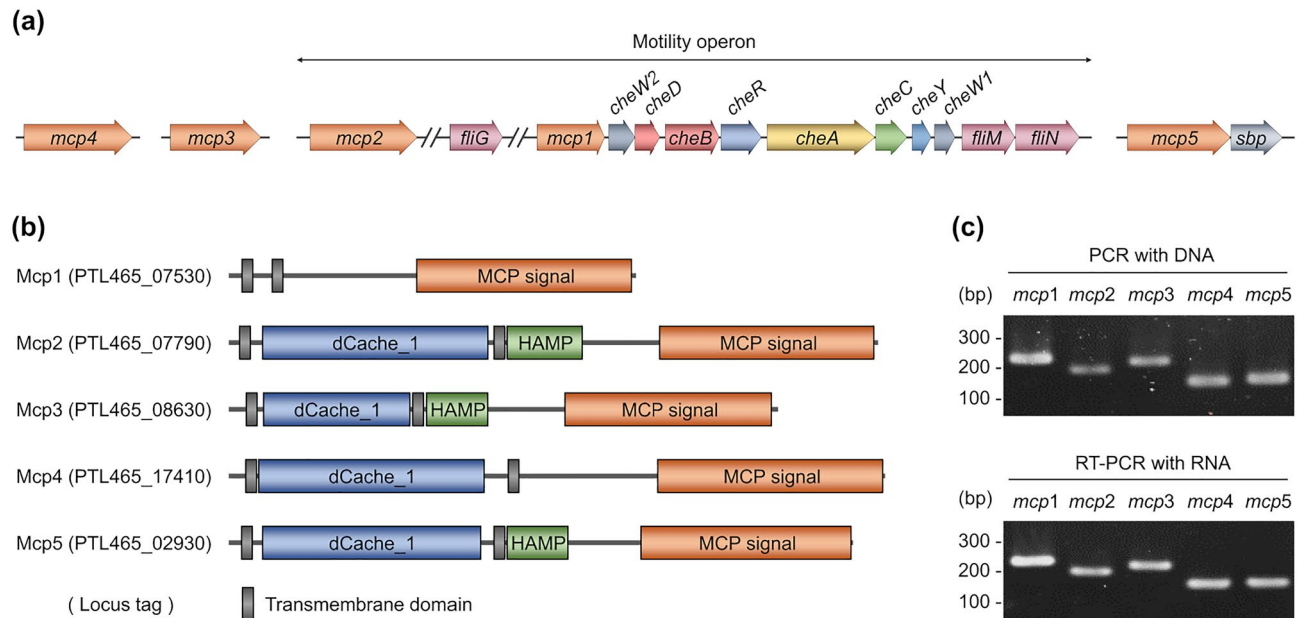 (a)
Motility operon
mcp4 mcp3 mcp2 fliG mcp1 cheW2 cheD cheB cheR cheA cheC cheY cheW1 fliM fliN mcp5 sbp
(b)
Mcp1 (PTL465_07530) MCP signal
Mcp2 (PTL465_07790) dCache_1 HAMP MCP signal
Mcp3 (PTL465_08630) dCache_1 HAMP MCP signal
Mcp4 (PTL465_17410) dCache_1 MCP signal
Mcp5 (PTL465_02930) dCache_1 HAMP MCP signal
( Locus tag ) Transmembrane domain
(c)
PCR with DNA
(bp) mcp1 mcp2 mcp3 mcp4 mcp5
300 -
200 -
100 -
RT-PCR with RNA
(bp) mcp1 mcp2 mcp3 mcp4 mcp5
300 -
200 -
100 -